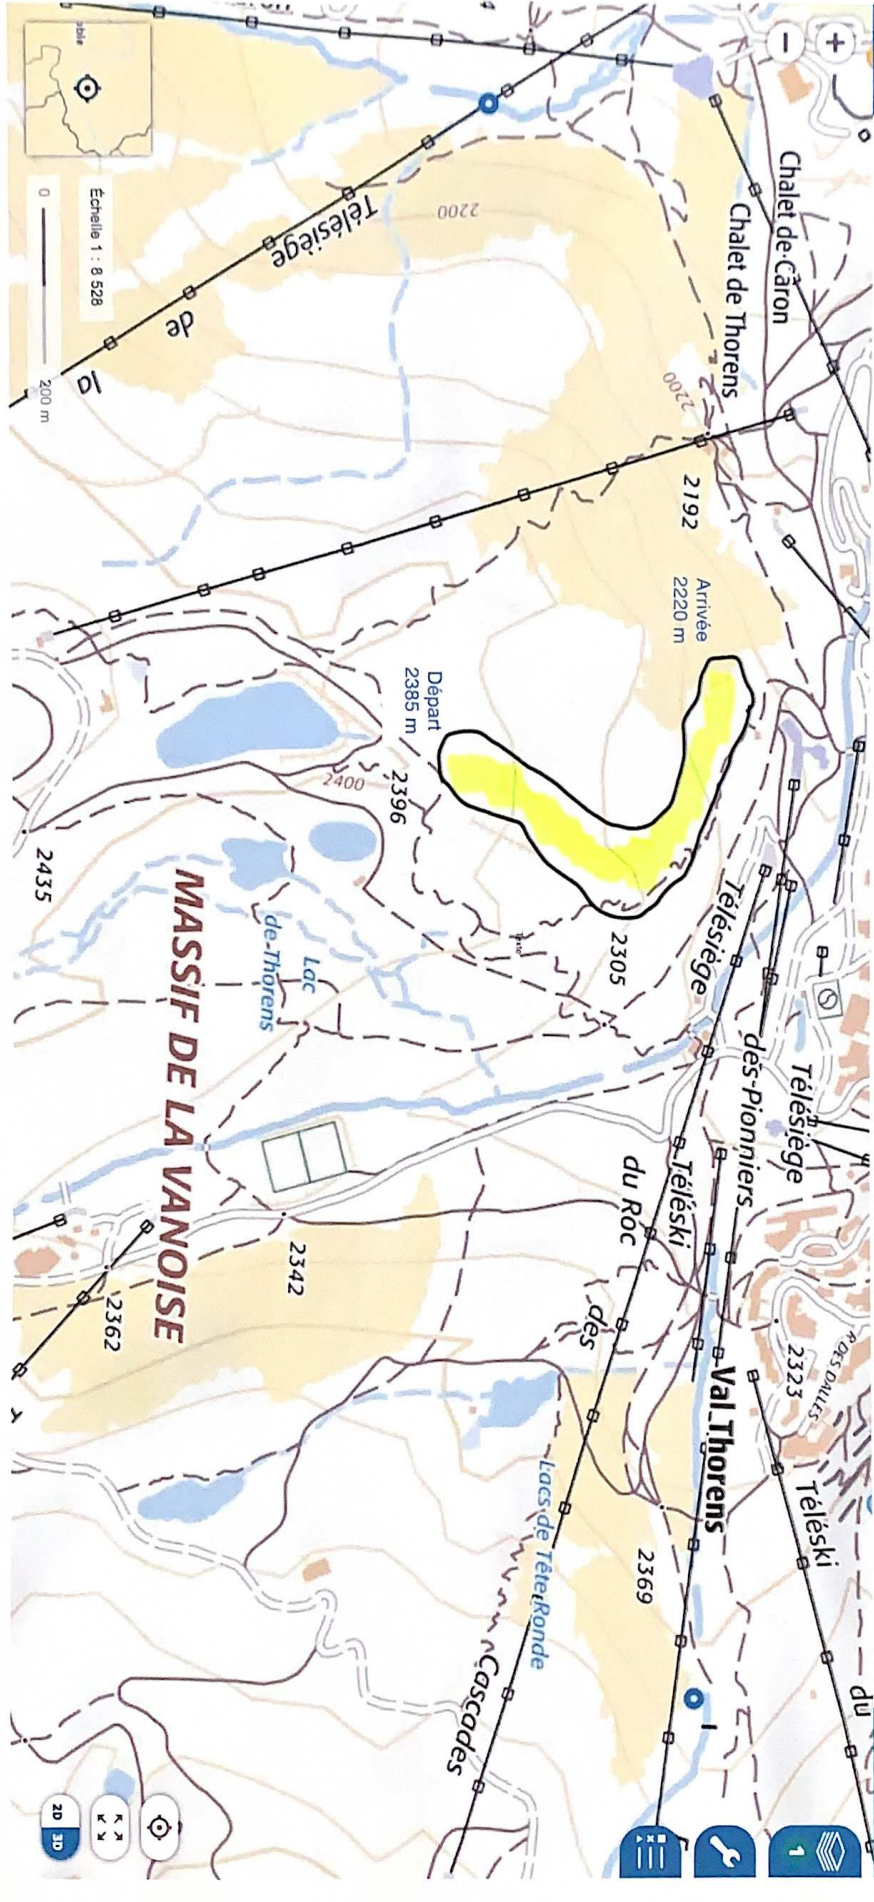 Chalet de Caron
Chalet de Thorens
2200
2200
2192
Télésiège
de
la
Échelle 1 : 8 528
0
200 m
Arrivée
2220 m
Départ
2385 m
2396
2400
2305
2435
Lac
de Thorens
MASSIF DE LA VANOISE
Télésiège
des Pionniers
Télésiège
Téléski
du Roc
des
2342
2362
2323
R DES DALLES
Val Thorens
Téléski
du
2369
Lacs de Tête Ronde
Cascades
2D
3D
1